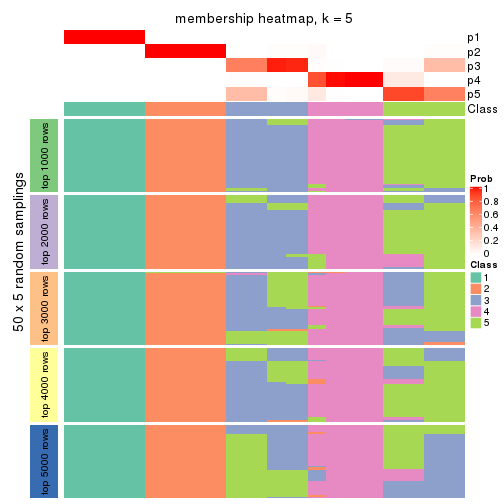 membership heatmap, k = 5
p1
p2
p3
p4
p5
Class
50 x 5 random samplings
top 1000 rows
top 2000 rows
top 3000 rows
top 4000 rows
top 5000 rows
Prob
1
0.8
0.6
0.4
0.2
0
Class
1
2
3
4
5